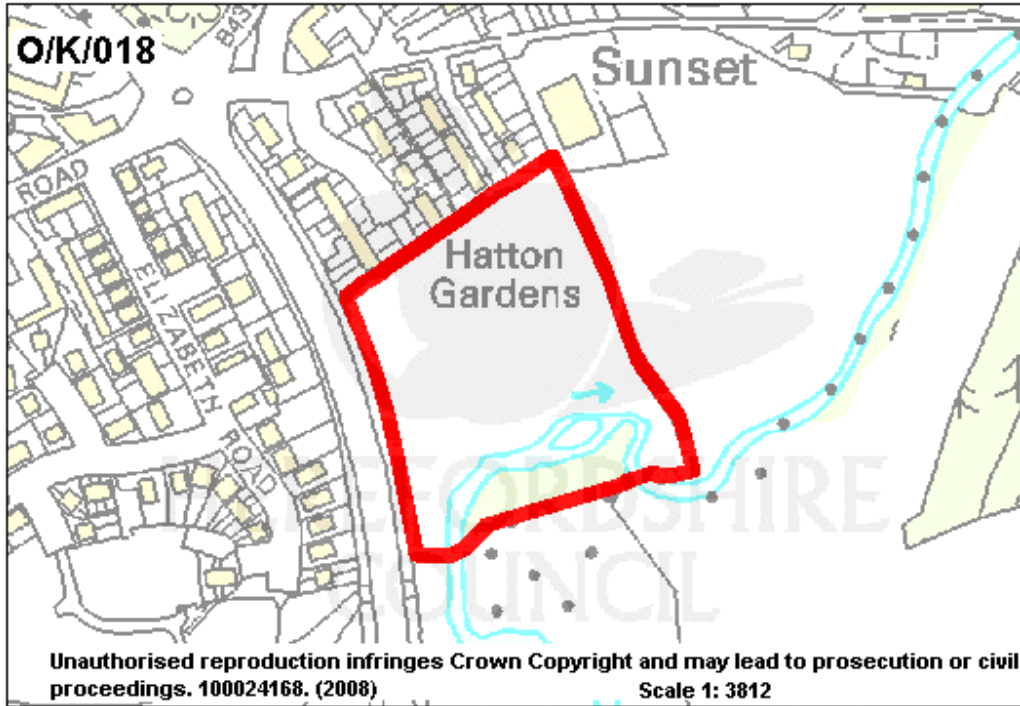 O/K/018
B43
Sunset
ROAD
Hatton
Gardens
ELIZABETH
ROAD
HEREFORDSHIRE
COUNCIL
Unauthorised reproduction infringes Crown Copyright and may lead to prosecution or civil
proceedings. 100024168. (2008) Scale 1: 3812